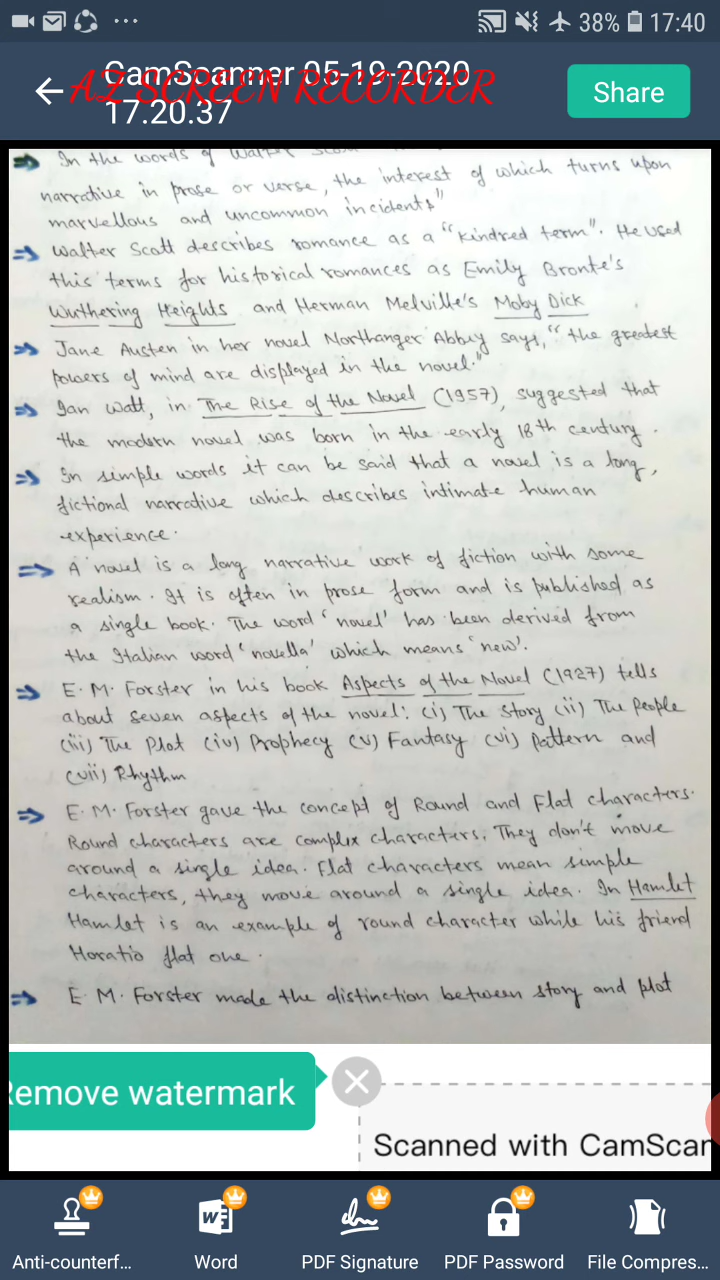 38% 17:40
CamScanner 05-19-2020
17.20.37
AZ SCREEN RECORDER
Share
⇒ In the words of Walter Scott
narrative in prose or verse, the interest of which turns upon
marvellous and uncommon incidents"
⇒ Walter Scott describes romance as a "kindred term". He used
this terms for historical romances as Emily Bronte's
Wuthering Heights and Herman Melville's Moby Dick
⇒ Jane Austen in her novel Northanger Abbey says, "the greatest
powers of mind are displayed in the novel."
⇒ Ian Watt, in The Rise of the Novel (1957), suggested that
the modern novel was born in the early 18th century.
⇒ In simple words it can be said that a novel is a long,
fictional narrative which describes intimate human
experience.
⇒ A novel is a long narrative work of fiction with some
realism. It is often in prose form and is published as
a single book. The word 'novel' has been derived from
the Italian word 'novella' which means 'new'.
⇒ E. M. Forster in his book Aspects of the Novel (1927) tells
about seven aspects of the novel: (i) The Story (ii) The People
(iii) The Plot (iv) Prophecy (v) Fantasy (vi) Pattern and
(vii) Rhythm
⇒ E. M. Forster gave the concept of Round and Flat characters.
Round characters are complex characters. They don't move
around a single idea. Flat characters mean simple
characters, they move around a single idea. In Hamlet
Hamlet is an example of round character while his friend
Horatio flat one.
⇒ E. M. Forster made the distinction between story and plot
Remove watermark
Scanned with CamScan
Anti-counterf... Word PDF Signature PDF Password File Compres...